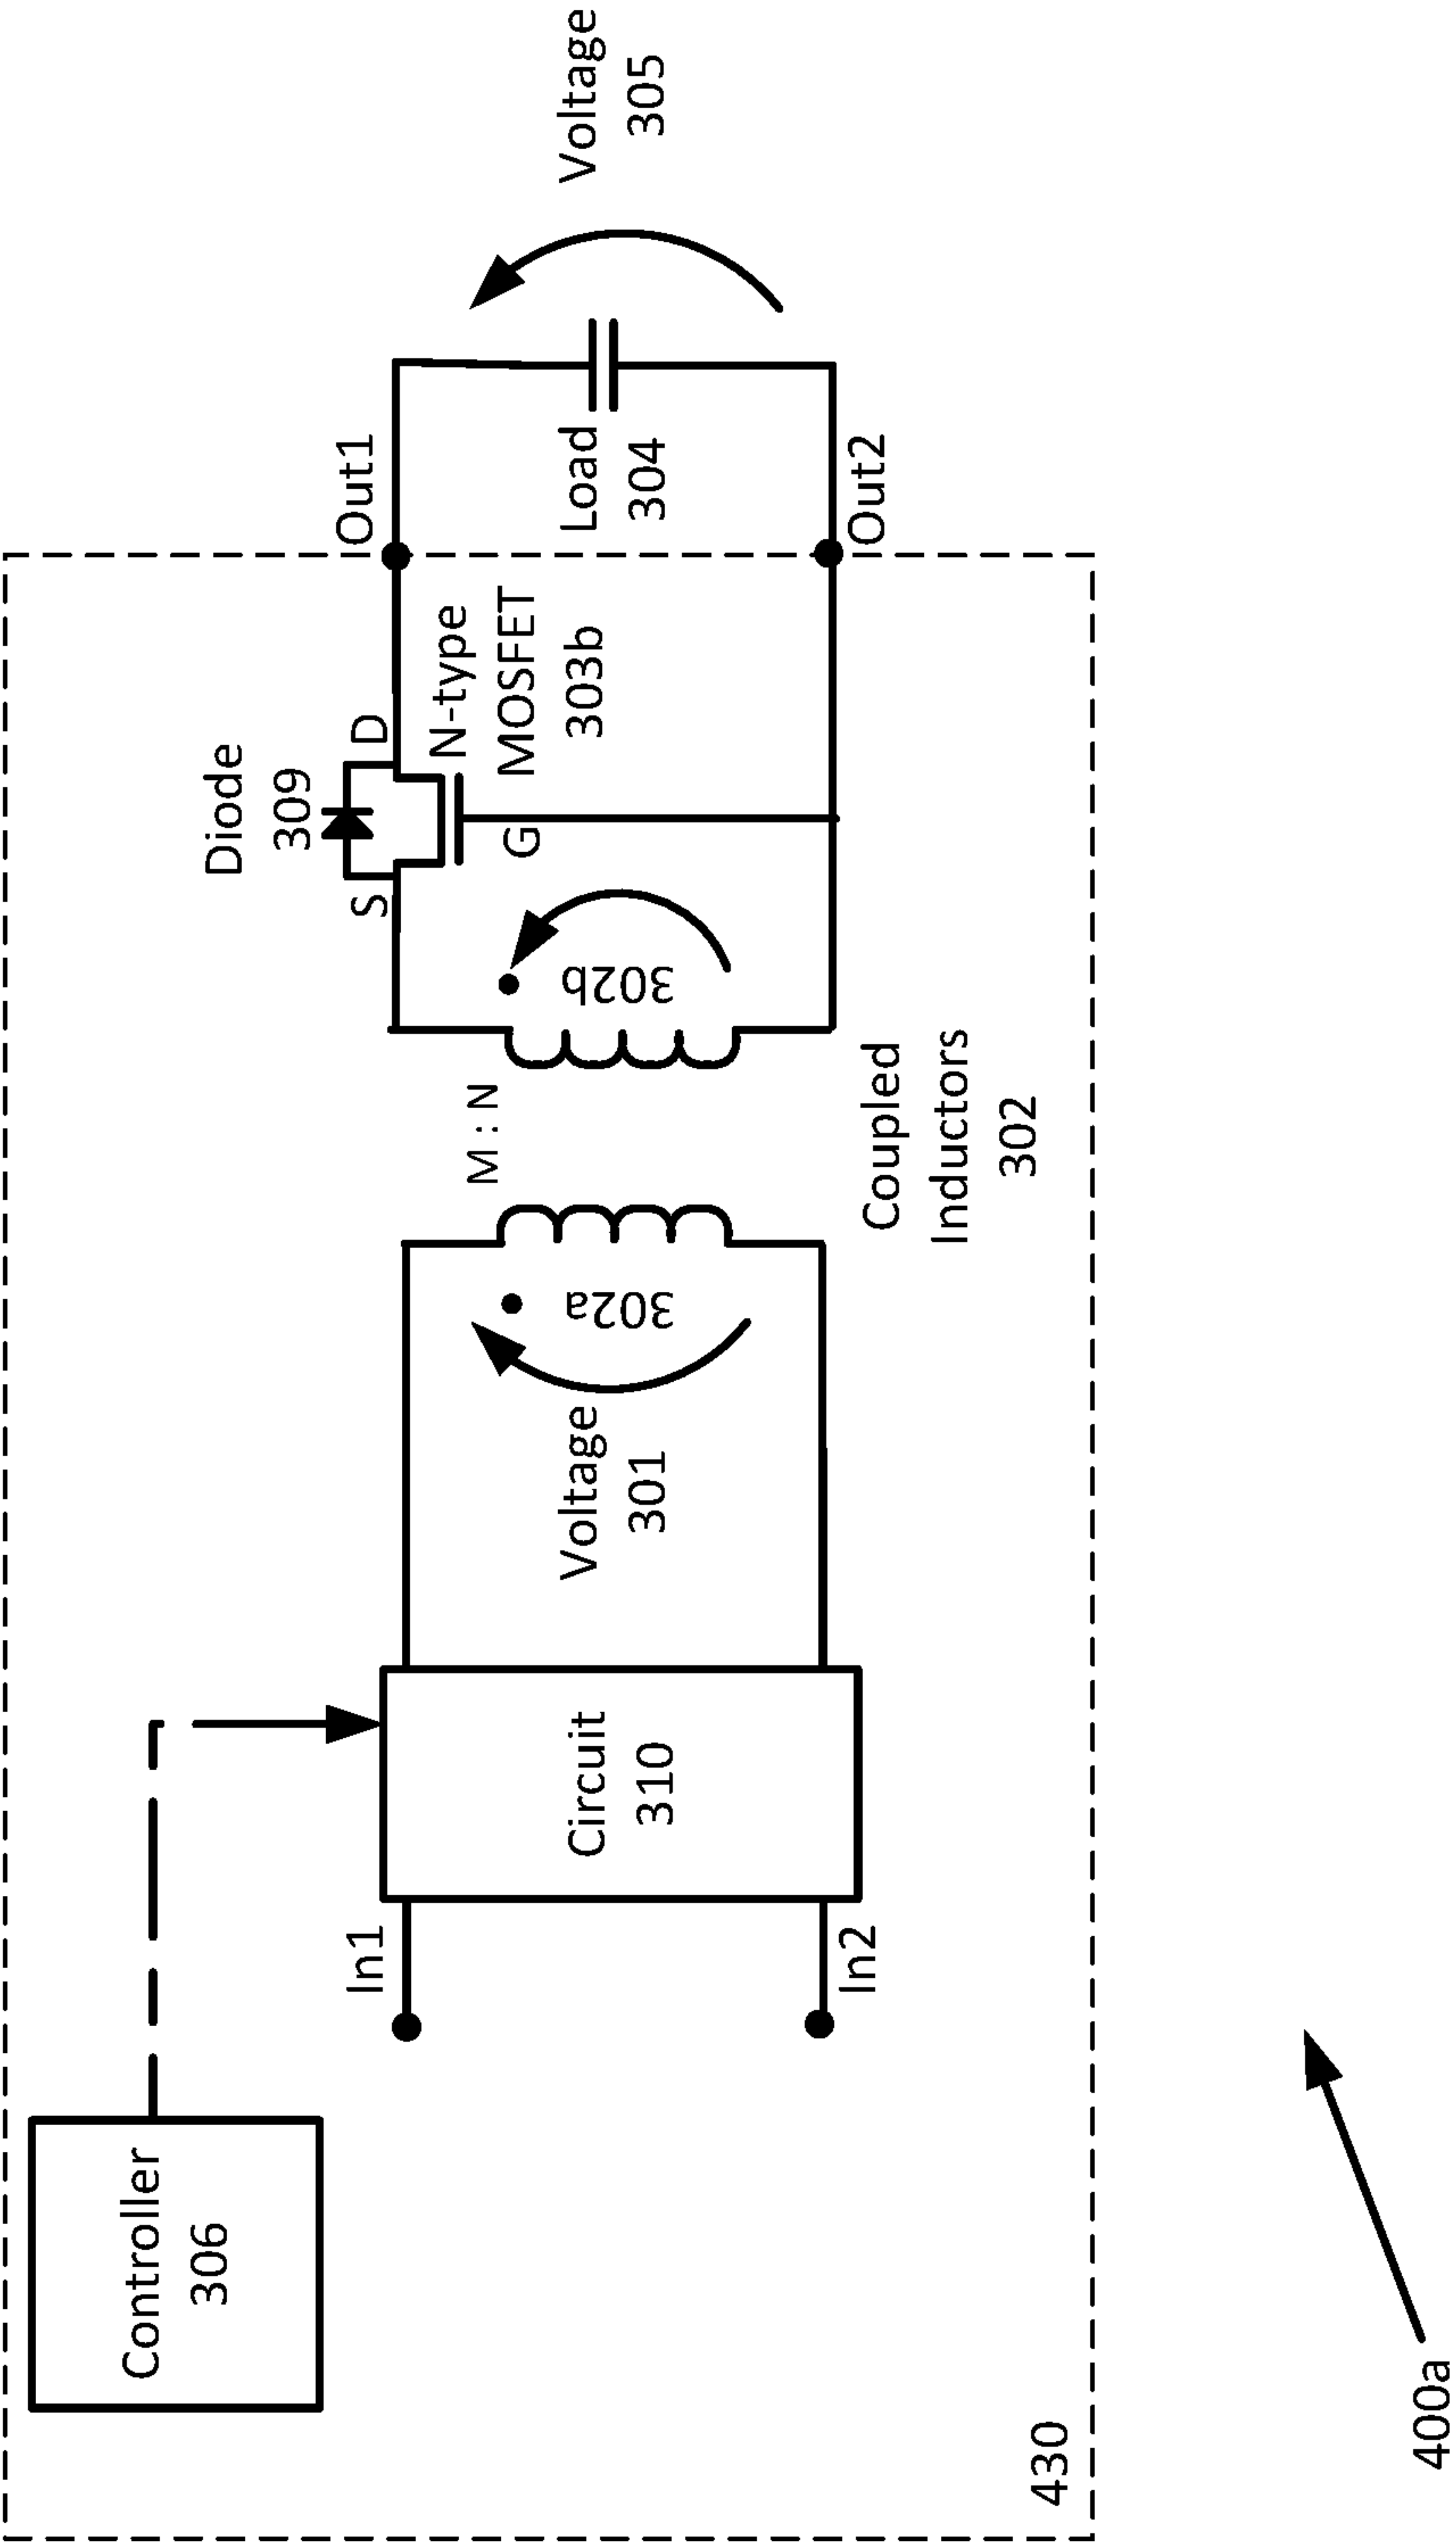 Controller
306
In1
In2
Circuit
310
Voltage
301
302a
M : N
302b
Coupled
Inductors
302
Diode
309
S
D
G
N-type
MOSFET
303b
Out1
Out2
Load
304
Voltage
305
430
400a